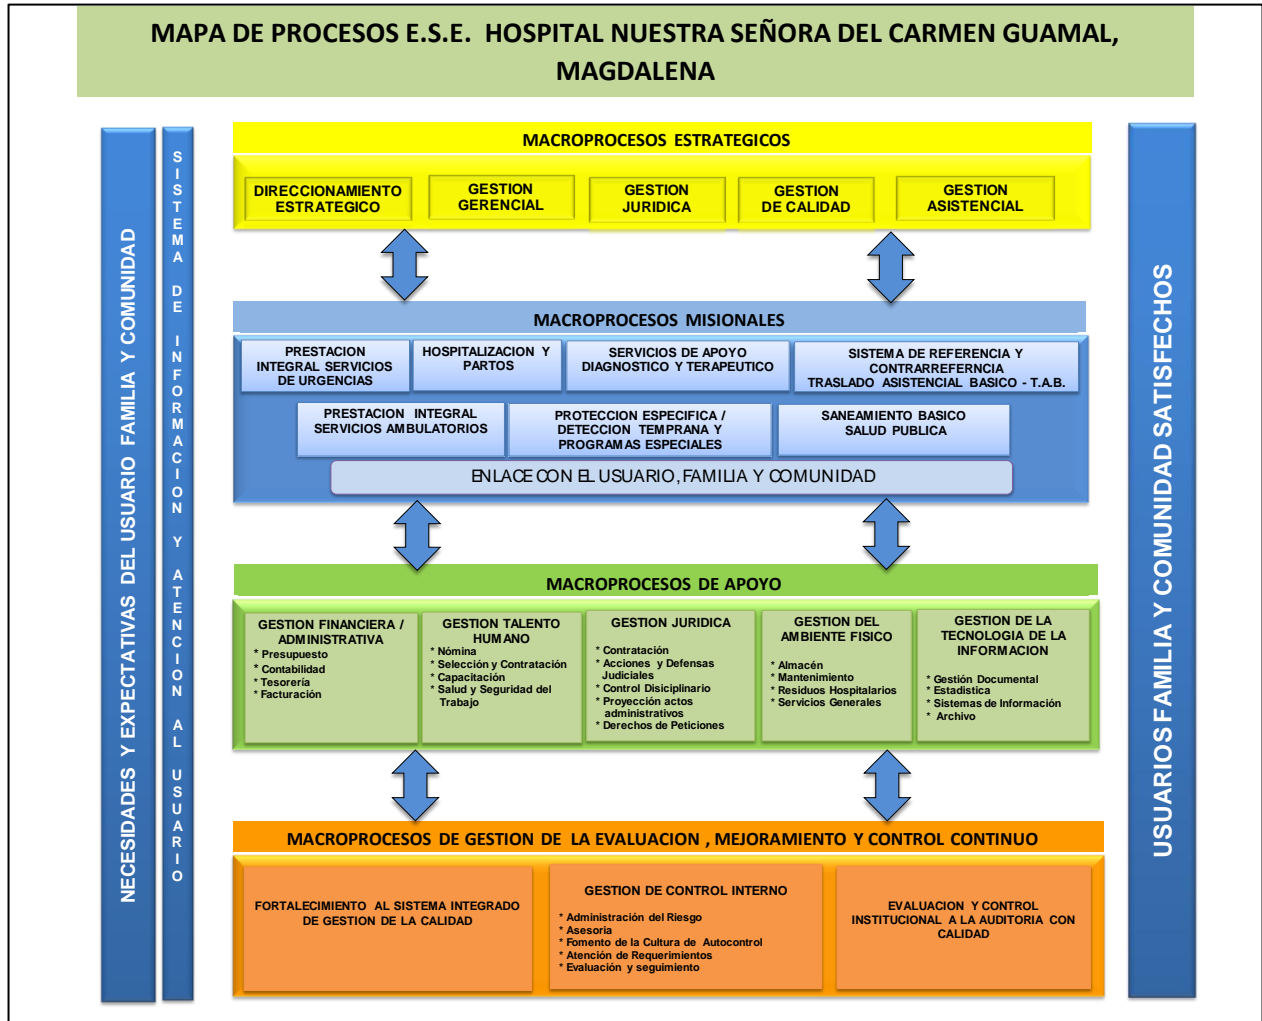 MAPA DE PROCESOS E.S.E. HOSPITAL NUESTRA SEÑORA DEL CARMEN GUAMAL,
MAGDALENA
NECESIDADES Y EXPECTATIVAS DEL USUARIO FAMILIA Y COMUNIDAD
SISTEMA DE INFORMACION Y ATENCION AL USUARIO
MACROPROCESOS ESTRATEGICOS
DIRECCIONAMIENTO
ESTRATEGICO
GESTION
GERENCIAL
GESTION
JURIDICA
GESTION
DE CALIDAD
GESTION
ASISTENCIAL
MACROPROCESOS MISIONALES
PRESTACION
INTEGRAL SERVICIOS
DE URGENCIAS
HOSPITALIZACION Y
PARTOS
SERVICIOS DE APOYO
DIAGNOSTICO Y TERAPEUTICO
SISTEMA DE REFERENCIA Y
CONTRARREFERNCIA
TRASLADO ASISTENCIAL BASICO - T.A.B.
PRESTACION INTEGRAL
SERVICIOS AMBULATORIOS
PROTECCION ESPECIFICA /
DETECCION TEMPRANA Y
PROGRAMAS ESPECIALES
SANEAMIENTO BASICO
SALUD PUBLICA
ENLACE CON EL USUARIO, FAMILIA Y COMUNIDAD
MACROPROCESOS DE APOYO
GESTION FINANCIERA /
ADMINISTRATIVA
* Presupuesto
* Contabilidad
* Tesorería
* Facturación
GESTION TALENTO
HUMANO
* Nómina
* Selección y Contratación
* Capacitación
* Salud y Seguridad del
Trabajo
GESTION JURIDICA
* Contratación
* Acciones y Defensas
Judiciales
* Control Disiciplinario
* Proyección actos
administrativos
* Derechos de Peticiones
GESTION DEL
AMBIENTE FISICO
* Almacén
* Mantenimiento
* Residuos Hospitalarios
* Servicios Generales
GESTION DE LA
TECNOLOGIA DE LA
INFORMACION
* Gestión Documental
* Estadistica
* Sistemas de Información
* Archivo
MACROPROCESOS DE GESTION DE LA EVALUACION , MEJORAMIENTO Y CONTROL CONTINUO
FORTALECIMIENTO AL SISTEMA INTEGRADO
DE GESTION DE LA CALIDAD
GESTION DE CONTROL INTERNO
* Administración del Riesgo
* Asesoria
* Fomento de la Cultura de Autocontrol
* Atención de Requerimientos
* Evaluación y seguimiento
EVALUACION Y CONTROL
INSTITUCIONAL A LA AUDITORIA CON
CALIDAD
USUARIOS FAMILIA Y COMUNIDAD SATISFECHOS